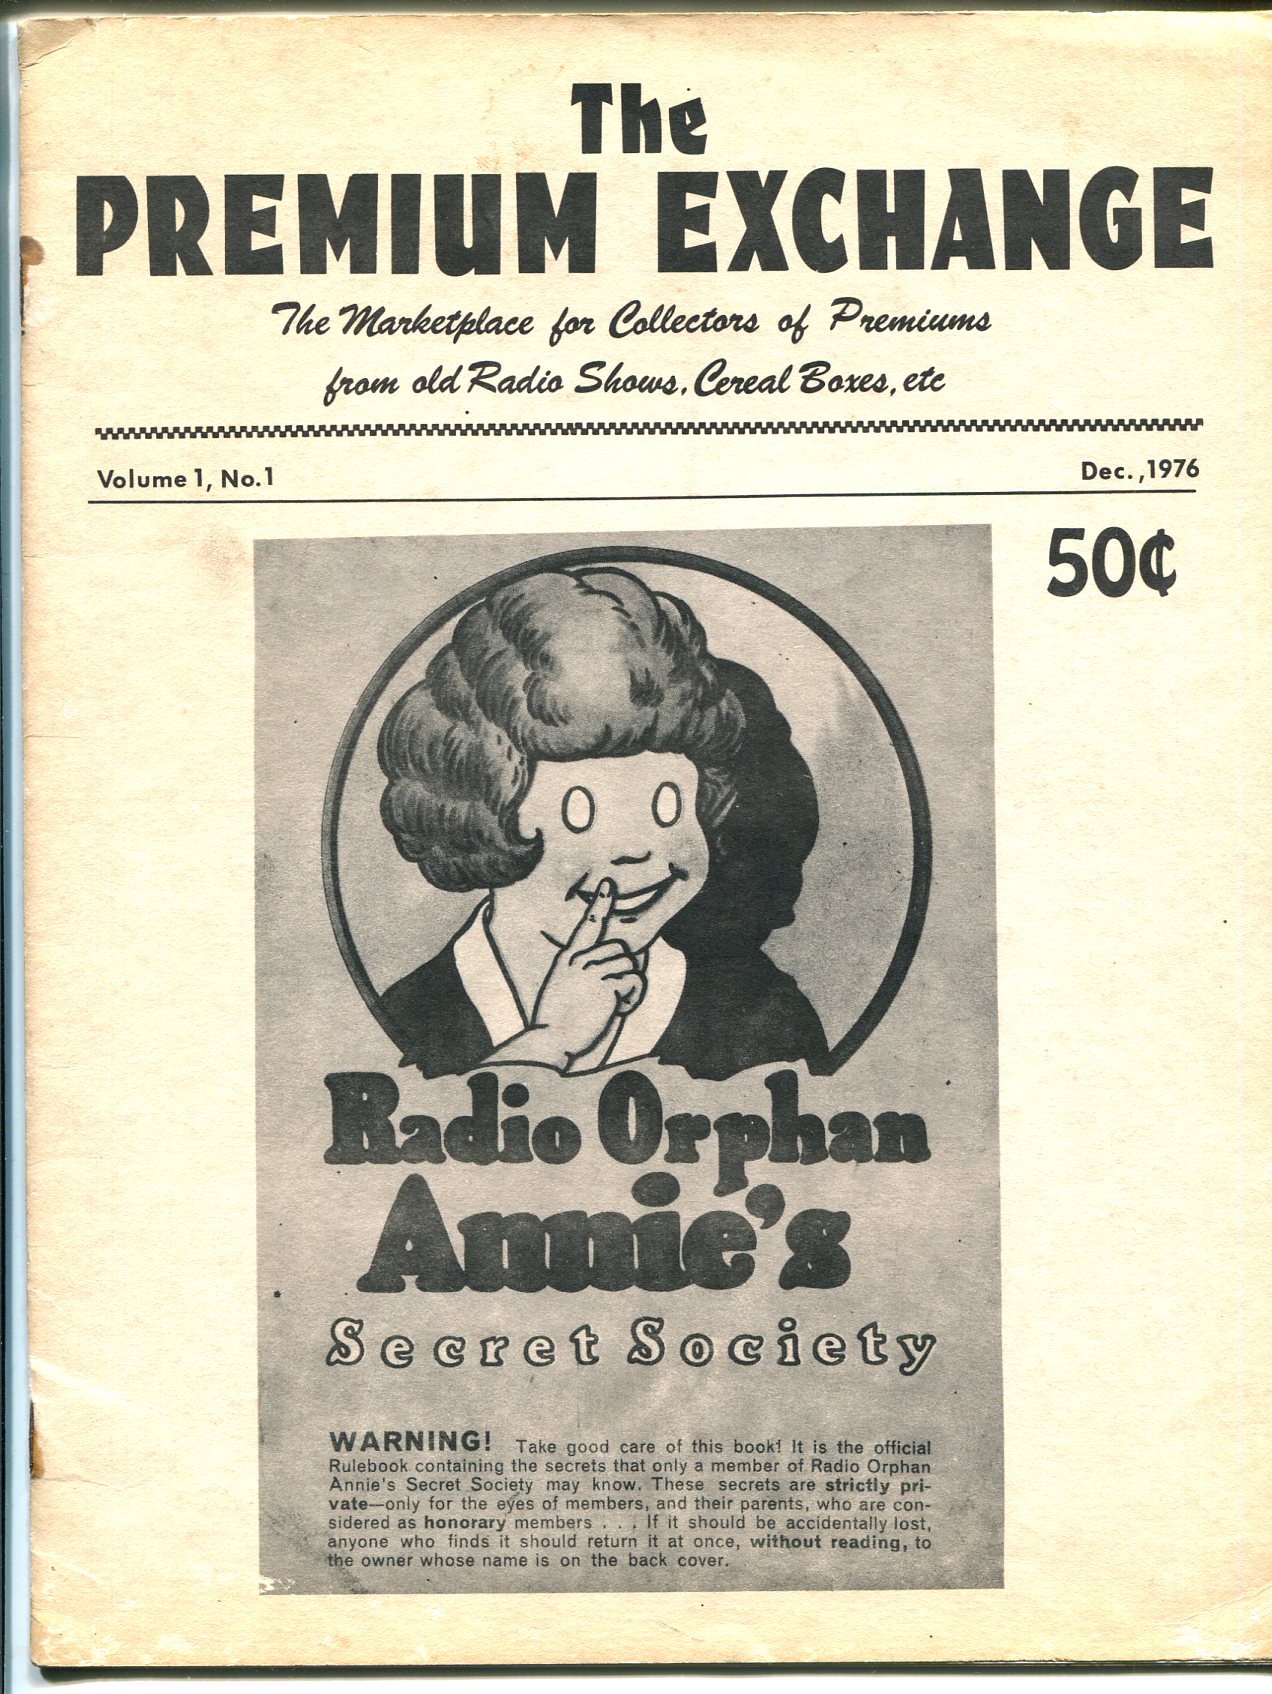 The
PREMIUM EXCHANGE
The Marketplace for Collectors of Premiums
from old Radio Shows, Cereal Boxes, etc
Volume 1, No.1
Dec.,1976
50¢
Radio Orphan
Annie's
Secret Society
WARNING! Take good care of this book! It is the official
Rulebook containing the secrets that only a member of Radio Orphan
Annie's Secret Society may know. These secrets are strictly pri-
vate—only for the eyes of members, and their parents, who are con-
sidered as honorary members . . . If it should be accidentally lost,
anyone who finds it should return it at once, without reading, to
the owner whose name is on the back cover.